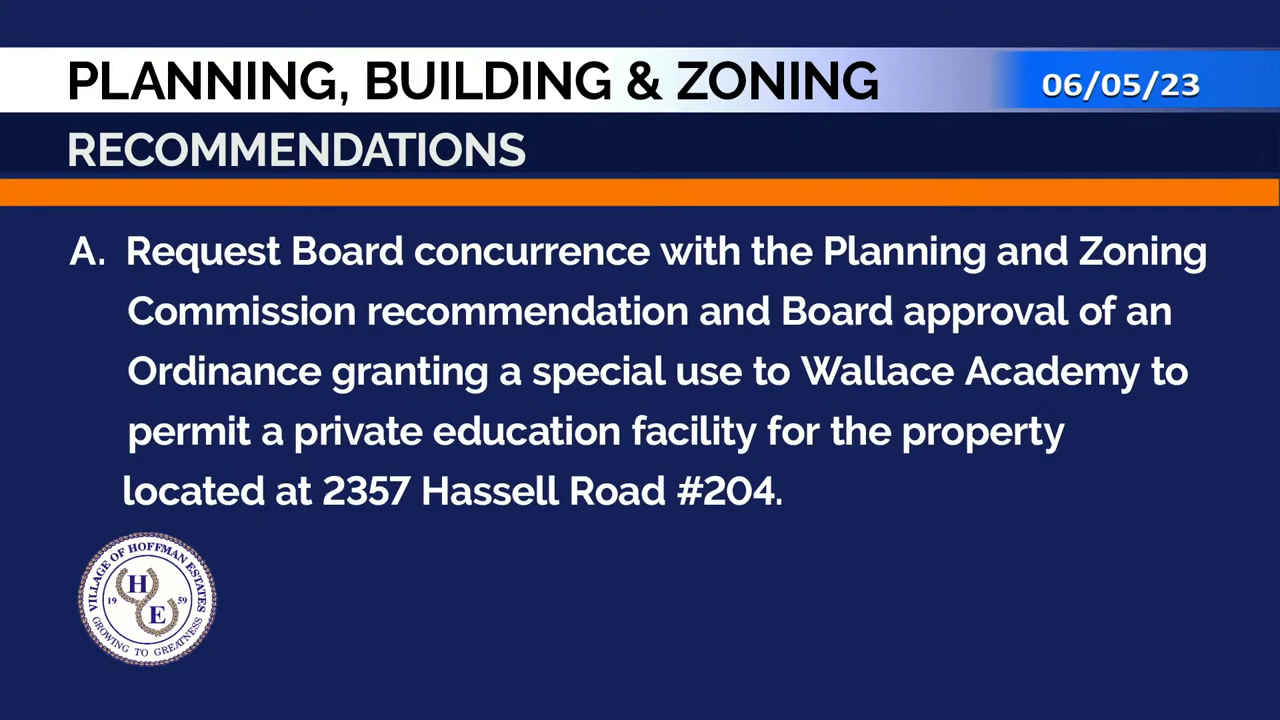 PLANNING, BUILDING & ZONING
06/05/23
RECOMMENDATIONS
A. Request Board concurrence with the Planning and Zoning
Commission recommendation and Board approval of an
Ordinance granting a special use to Wallace Academy to
permit a private education facility for the property
located at 2357 Hassell Road #204.
VILLAGE OF HOFFMAN ESTATES
H
19 59
E
GROWING TO GREATNESS